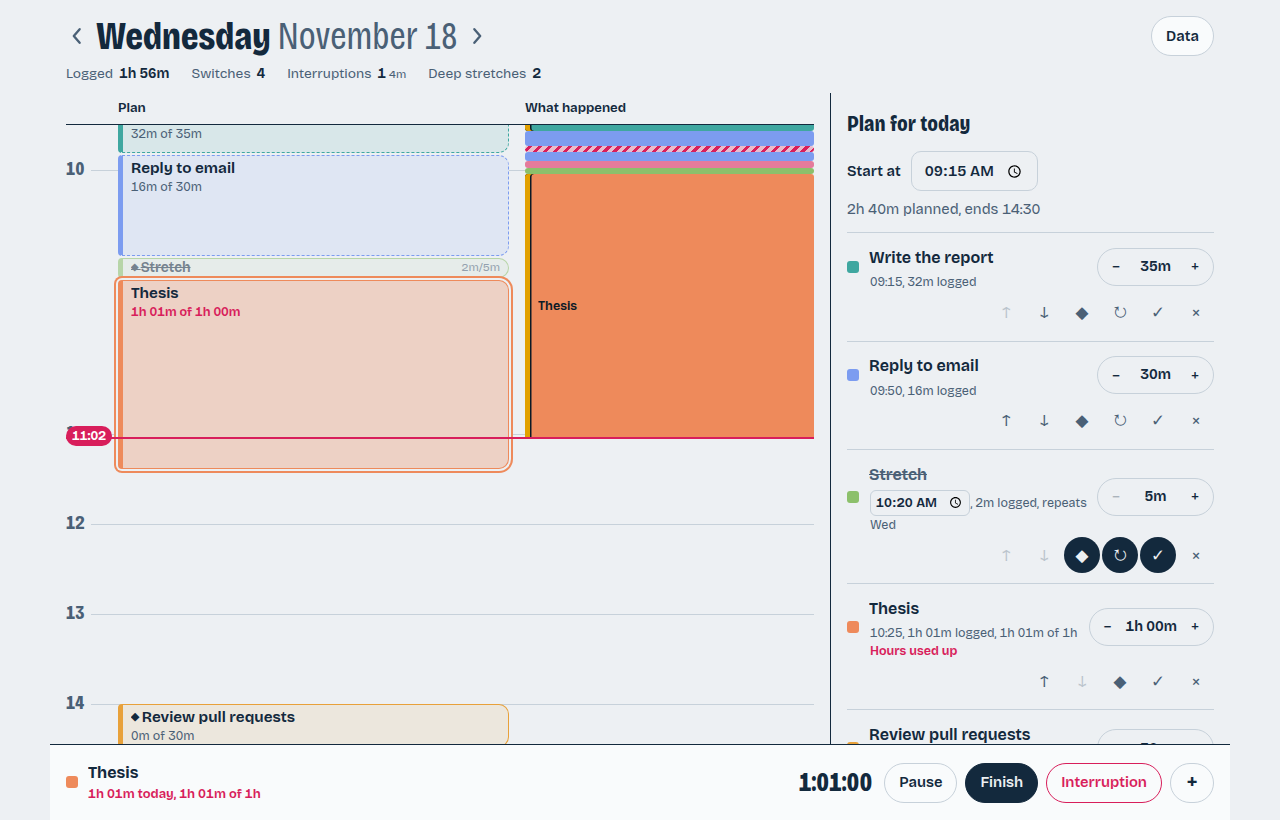 Wednesday November 18
Data
Logged 1h 56m Switches 4 Interruptions 1 4m Deep stretches 2
Plan
What happened
32m of 35m
10
Reply to email
16m of 30m
◆ Stretch 2m/5m
Thesis
1h 01m of 1h 00m
Thesis
11:02
12
13
14
◆ Review pull requests
0m of 30m
Plan for today
Start at 09:15 AM
2h 40m planned, ends 14:30
Write the report
09:15, 32m logged
− 35m +
↑ ↓ ◆ ↻ ✓ ×
Reply to email
09:50, 16m logged
− 30m +
↑ ↓ ◆ ↻ ✓ ×
Stretch
10:20 AM , 2m logged, repeats
Wed
− 5m +
↑ ↓ ◆ ↻ ✓ ×
Thesis
10:25, 1h 01m logged, 1h 01m of 1h
Hours used up
− 1h 00m +
↑ ↓ ◆ ✓ ×
Review pull requests
Thesis
1h 01m today, 1h 01m of 1h
1:01:00
Pause
Finish
Interruption
+